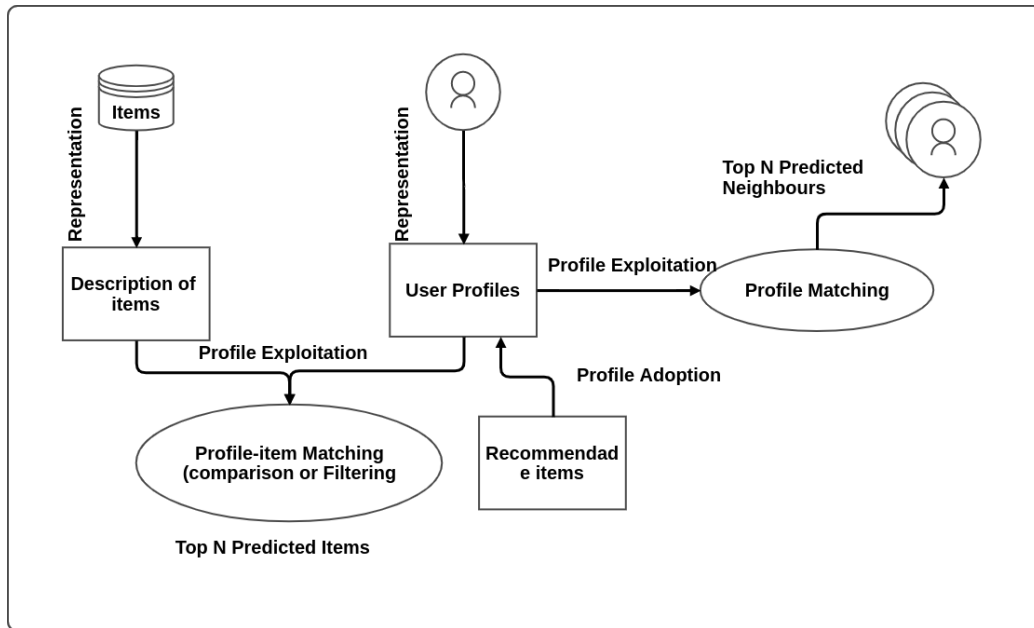 Items
Representation
Representation
Top N Predicted
Neighbours
Description of
items
User Profiles
Profile Exploitation
Profile Matching
Profile Exploitation
Profile Adoption
Profile-item Matching
(comparison or Filtering
Recommendad
e items
Top N Predicted Items